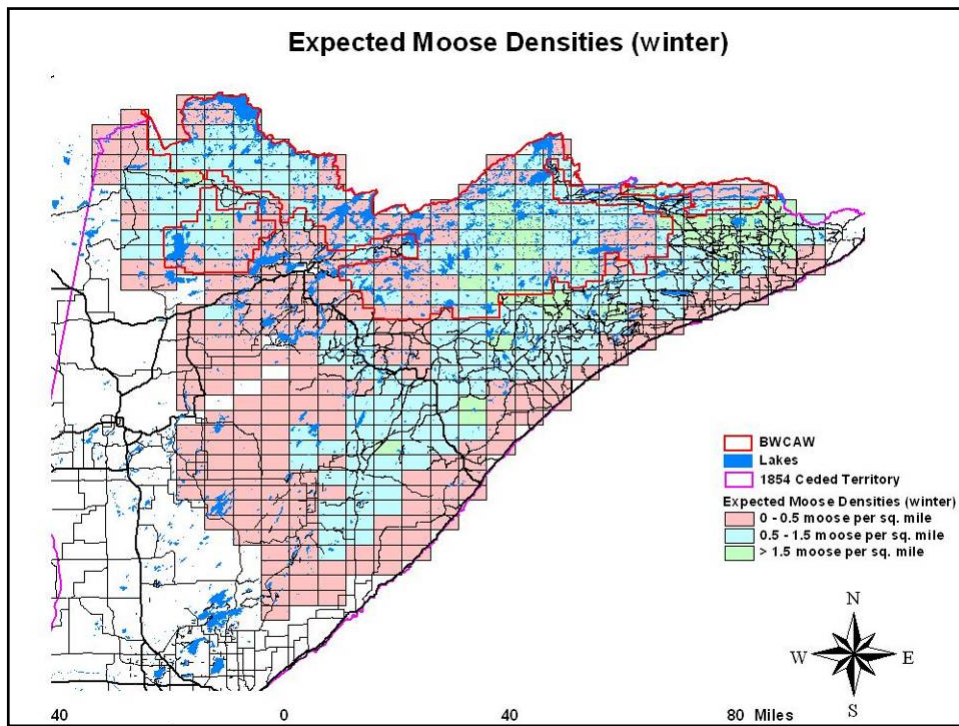 Expected Moose Densities (winter)
BWCAW
Lakes
1854 Ceded Territory
Expected Moose Densities (winter)
0 - 0.5 moose per sq. mile
0.5 - 1.5 moose per sq. mile
> 1.5 moose per sq. mile
N
W E
S
40 0 40 80 Miles